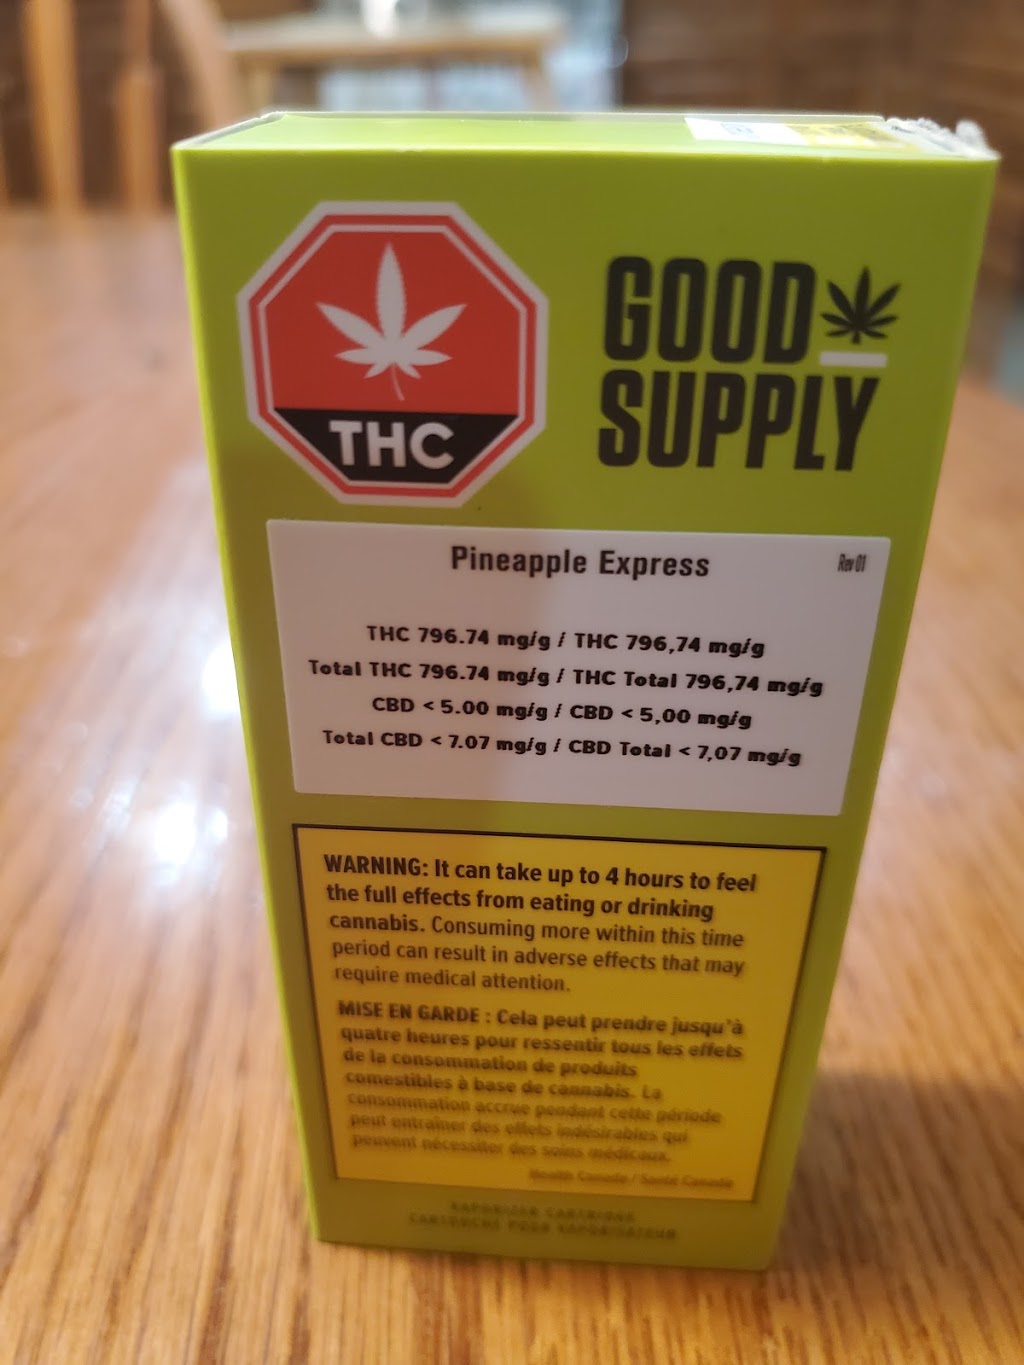 THC
GOOD
SUPPLY
Pineapple Express
Rev 01
THC 796.74 mg/g / THC 796,74 mg/g
Total THC 796.74 mg/g / THC Total 796,74 mg/g
CBD < 5.00 mg/g / CBD < 5,00 mg/g
Total CBD < 7.07 mg/g / CBD Total < 7,07 mg/g
WARNING: It can take up to 4 hours to feel
the full effects from eating or drinking
cannabis. Consuming more within this time
period can result in adverse effects that may
require medical attention.
MISE EN GARDE : Cela peut prendre jusqu'à
quatre heures pour ressentir tous les effets
de la consommation de produits
comestibles à base de cannabis. La
consommation accrue pendant cette période
peut entraîner des effets indésirables qui
peuvent nécessiter des soins médicaux.
Health Canada / Santé Canada
VAPORIZER CARTRIDGE
CARTOUCHE POUR VAPORISATEUR